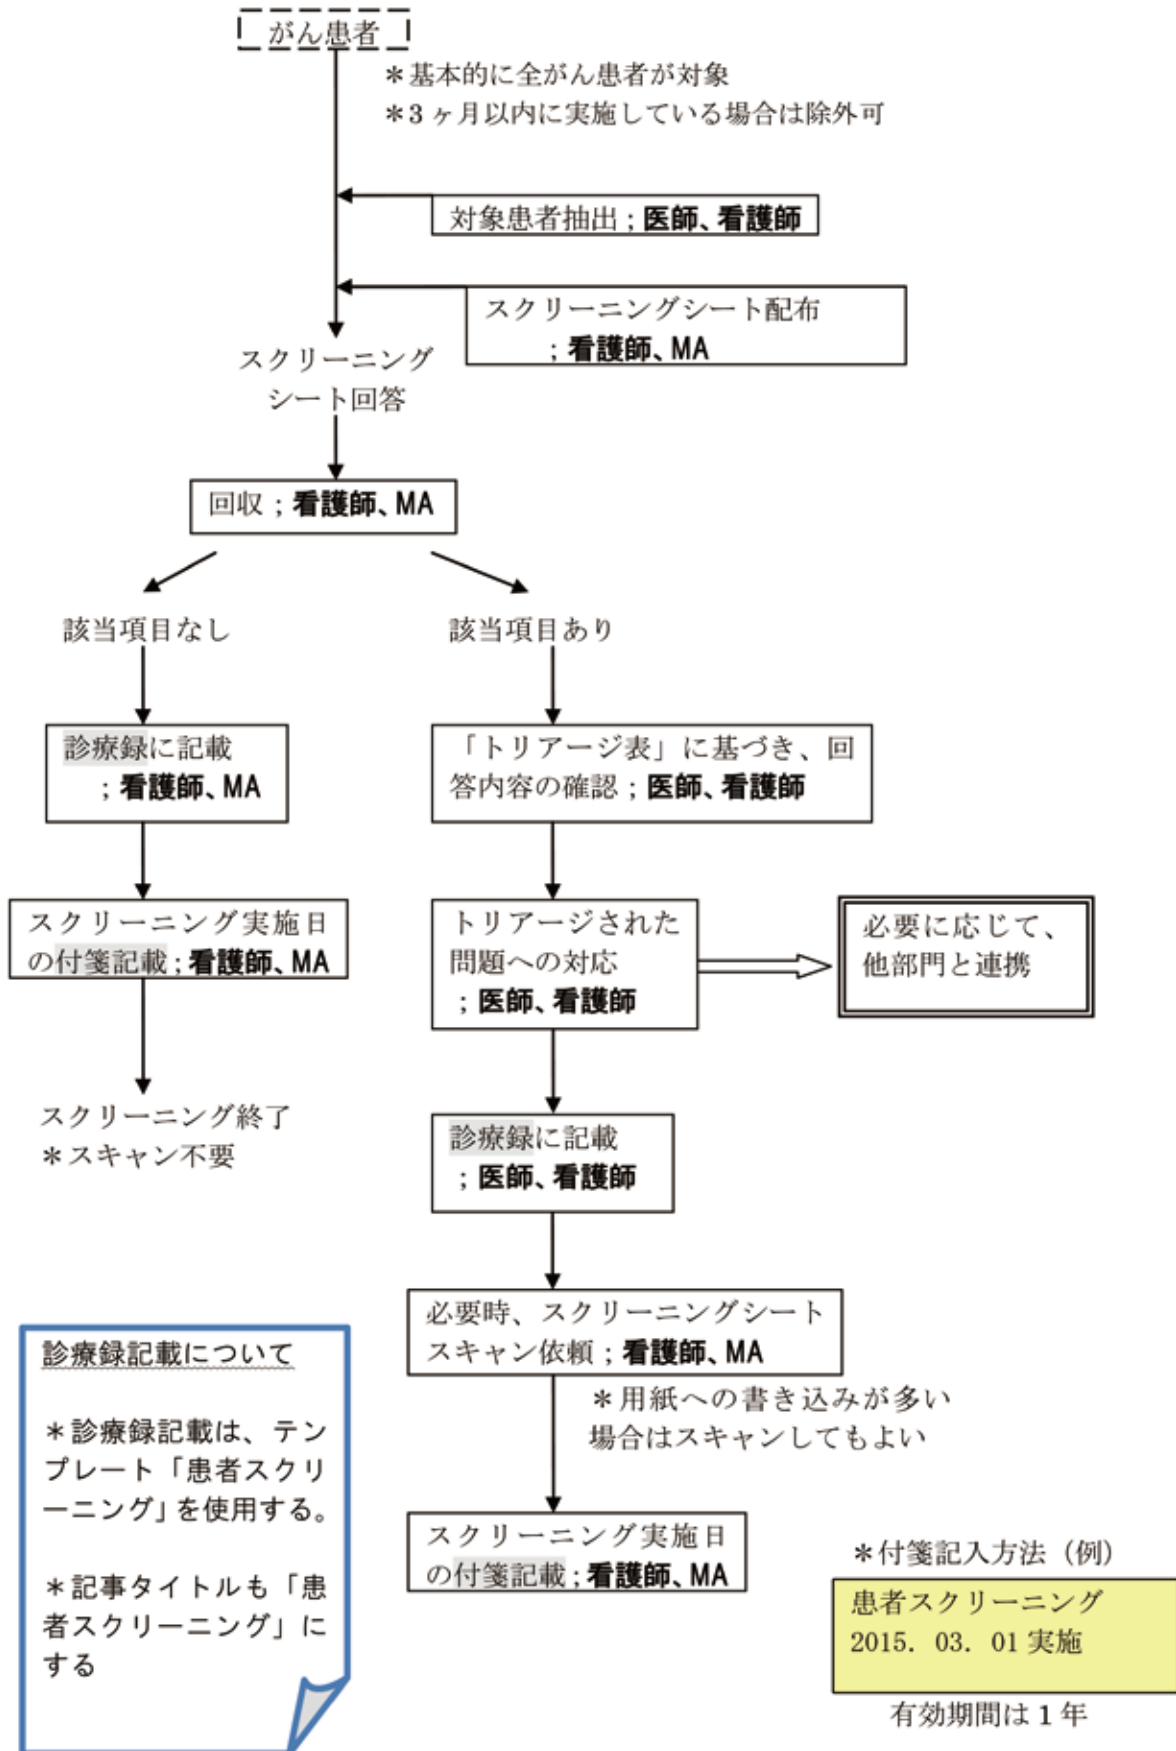 がん患者
＊基本的に全がん患者が対象
＊3 ヶ月以内に実施している場合は除外可
対象患者抽出；医師、看護師
スクリーニングシート配布
；看護師、MA
スクリーニング
シート回答
回収；看護師、MA
該当項目なし
該当項目あり
診療録に記載
；看護師、MA
「トリアージ表」に基づき、回
答内容の確認；医師、看護師
スクリーニング実施日
の付箋記載；看護師、MA
トリアージされた
問題への対応
；医師、看護師
必要に応じて、
他部門と連携
スクリーニング終了
＊スキャン不要
診療録に記載
；医師、看護師
必要時、スクリーニングシート
スキャン依頼；看護師、MA
＊用紙への書き込みが多い
場合はスキャンしてもよい
スクリーニング実施日
の付箋記載；看護師、MA
診療録記載について
＊診療録記載は、テン
プレート「患者スクリ
ーニング」を使用する。
＊記事タイトルも「患
者スクリーニング」に
する
＊付箋記入方法（例）
患者スクリーニング
2015．03．01 実施
有効期間は 1 年